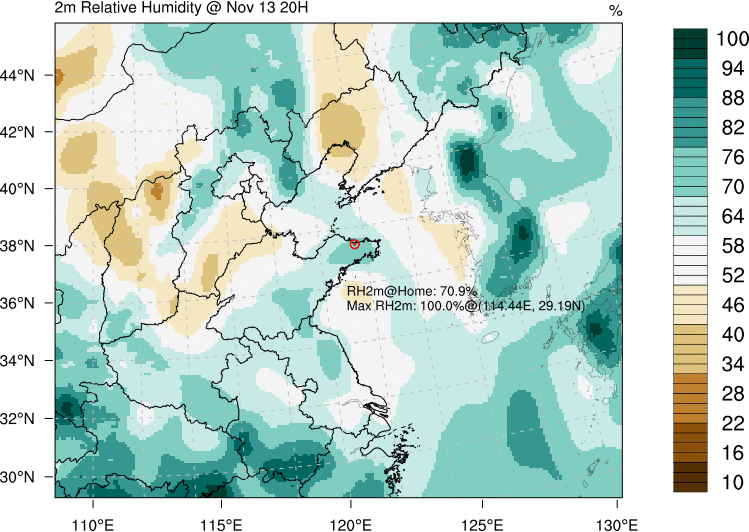 2m Relative Humidity @ Nov 13 20H
%
44°N
42°N
40°N
38°N
36°N
34°N
32°N
30°N
110°E
115°E
120°E
125°E
130°E
RH2m@Home: 70.9%
Max RH2m: 100.0%@(114.44E, 29.19N)
100
94
88
82
76
70
64
58
52
46
40
34
28
22
16
10